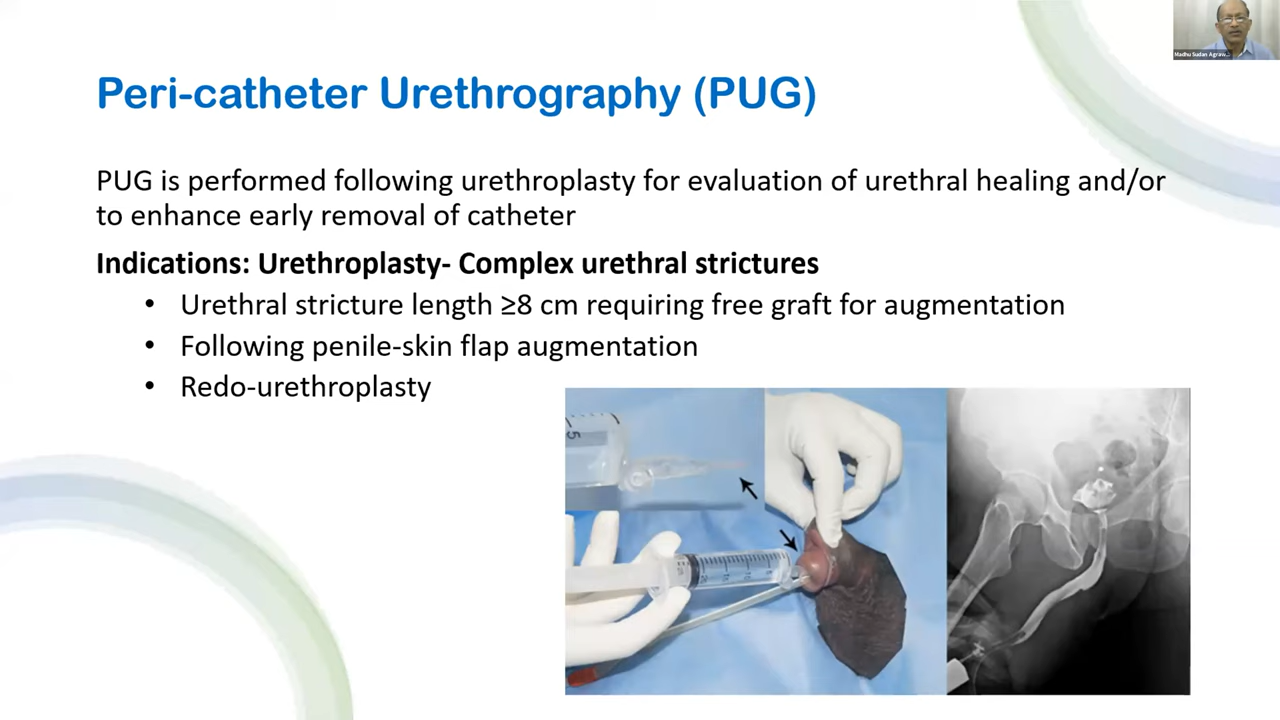 Madhu Sudan Agraw...
Peri-catheter Urethrography (PUG)
PUG is performed following urethroplasty for evaluation of urethral healing and/or
to enhance early removal of catheter
Indications: Urethroplasty- Complex urethral strictures
• Urethral stricture length ≥8 cm requiring free graft for augmentation
• Following penile-skin flap augmentation
• Redo-urethroplasty
5